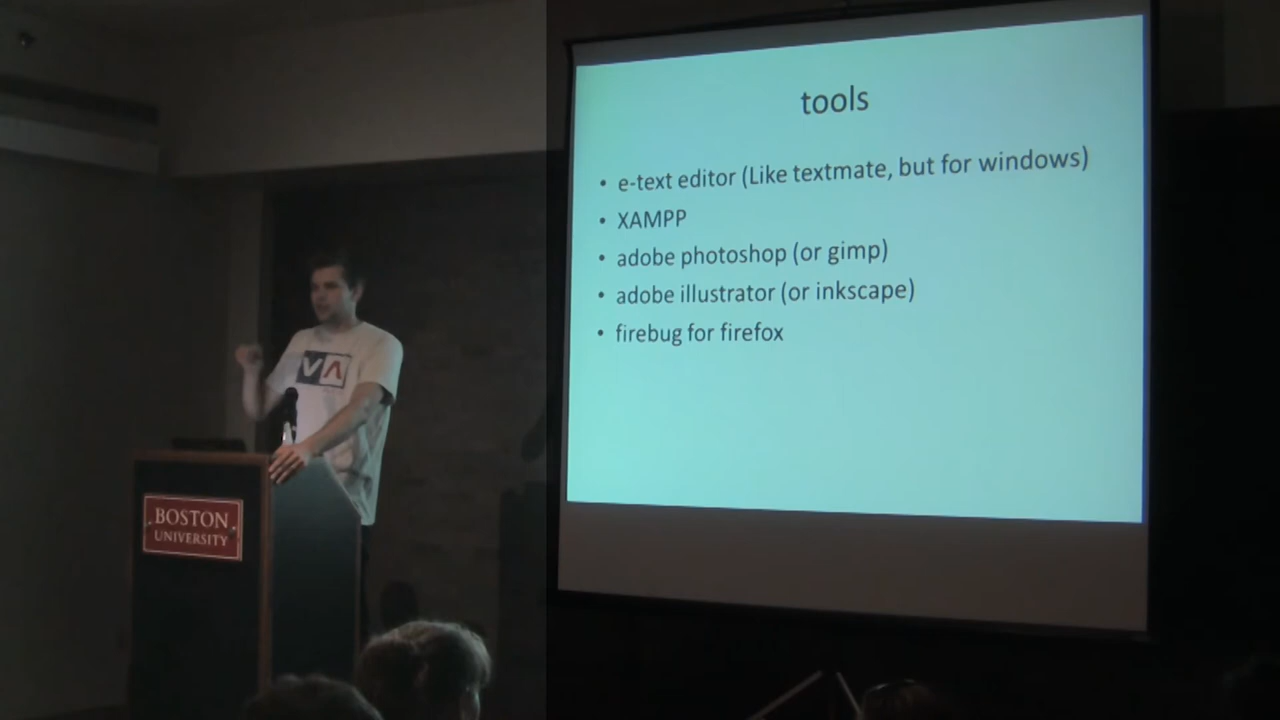 tools
• e-text editor (Like textmate, but for windows)
• XAMPP
• adobe photoshop (or gimp)
• adobe illustrator (or inkscape)
• firebug for firefox
VA
BOSTON
UNIVERSITY